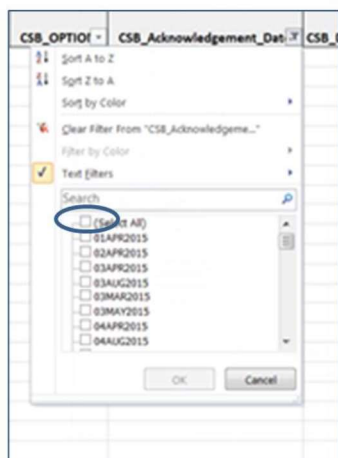 CSB_OPTIOI CSB_Acknowledgement_Dat CSB_
Sort A to Z
Sort Z to A
Sort by Color
Clear Filter From "CSB_Acknowledgeme..."
Filter by Color
Text Filters
Search
(Select All)
01APR2015
02APR2015
03APR2015
03AUG2015
03MAR2015
03MAY2015
04APR2015
04AUG2015
OK Cancel